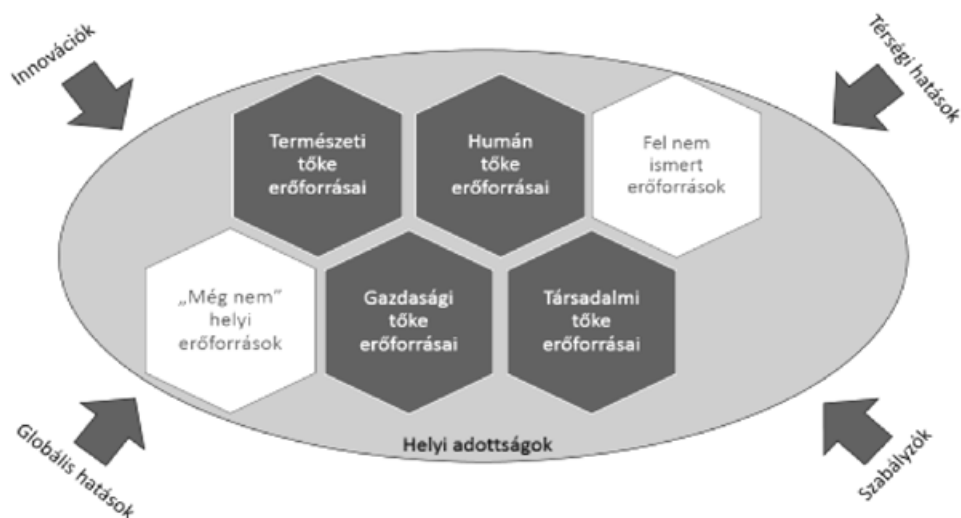 Innovációk
Térségi hatások
Természeti
tőke
erőforrásai
Humán
tőke
erőforrásai
Fel nem
ismert
erőforrások
„Még nem”
helyi
erőforrások
Gazdasági
tőke
erőforrásai
Társadalmi
tőke
erőforrásai
Helyi adottságok
Globális hatások
Szabályzók